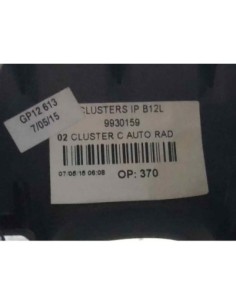 GP12 613
7/05/15
CLUSTERS IP B12L
9930159
02 CLUSTER C AUTO RAD
07/05/15 06:05
OP: 370